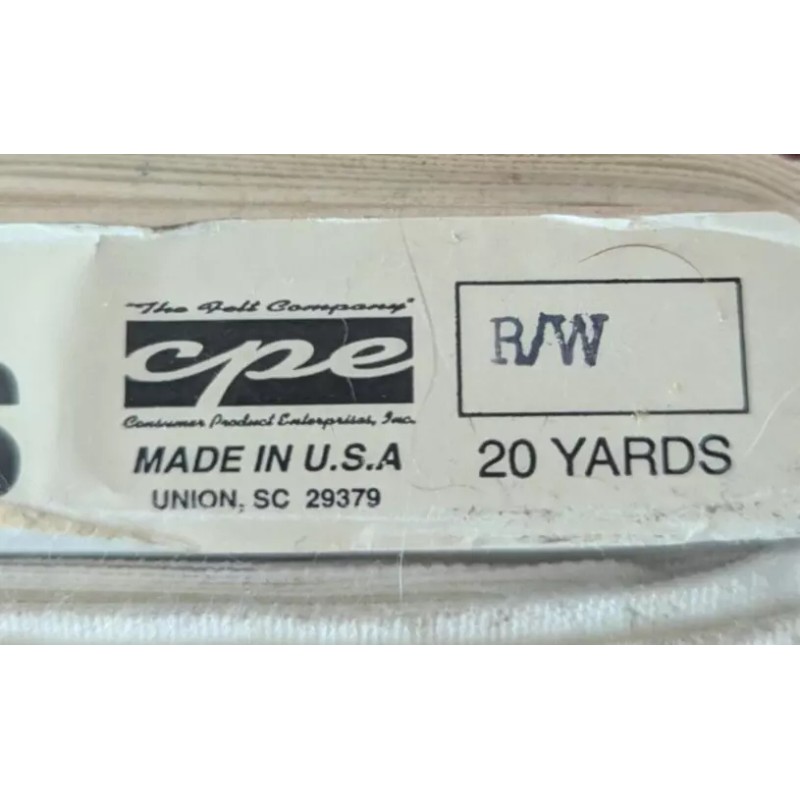 "The Felt Company"
cpe
Consumer Product Enterprises, Inc.
MADE IN U.S.A
UNION, SC 29379
R/W
20 YARDS